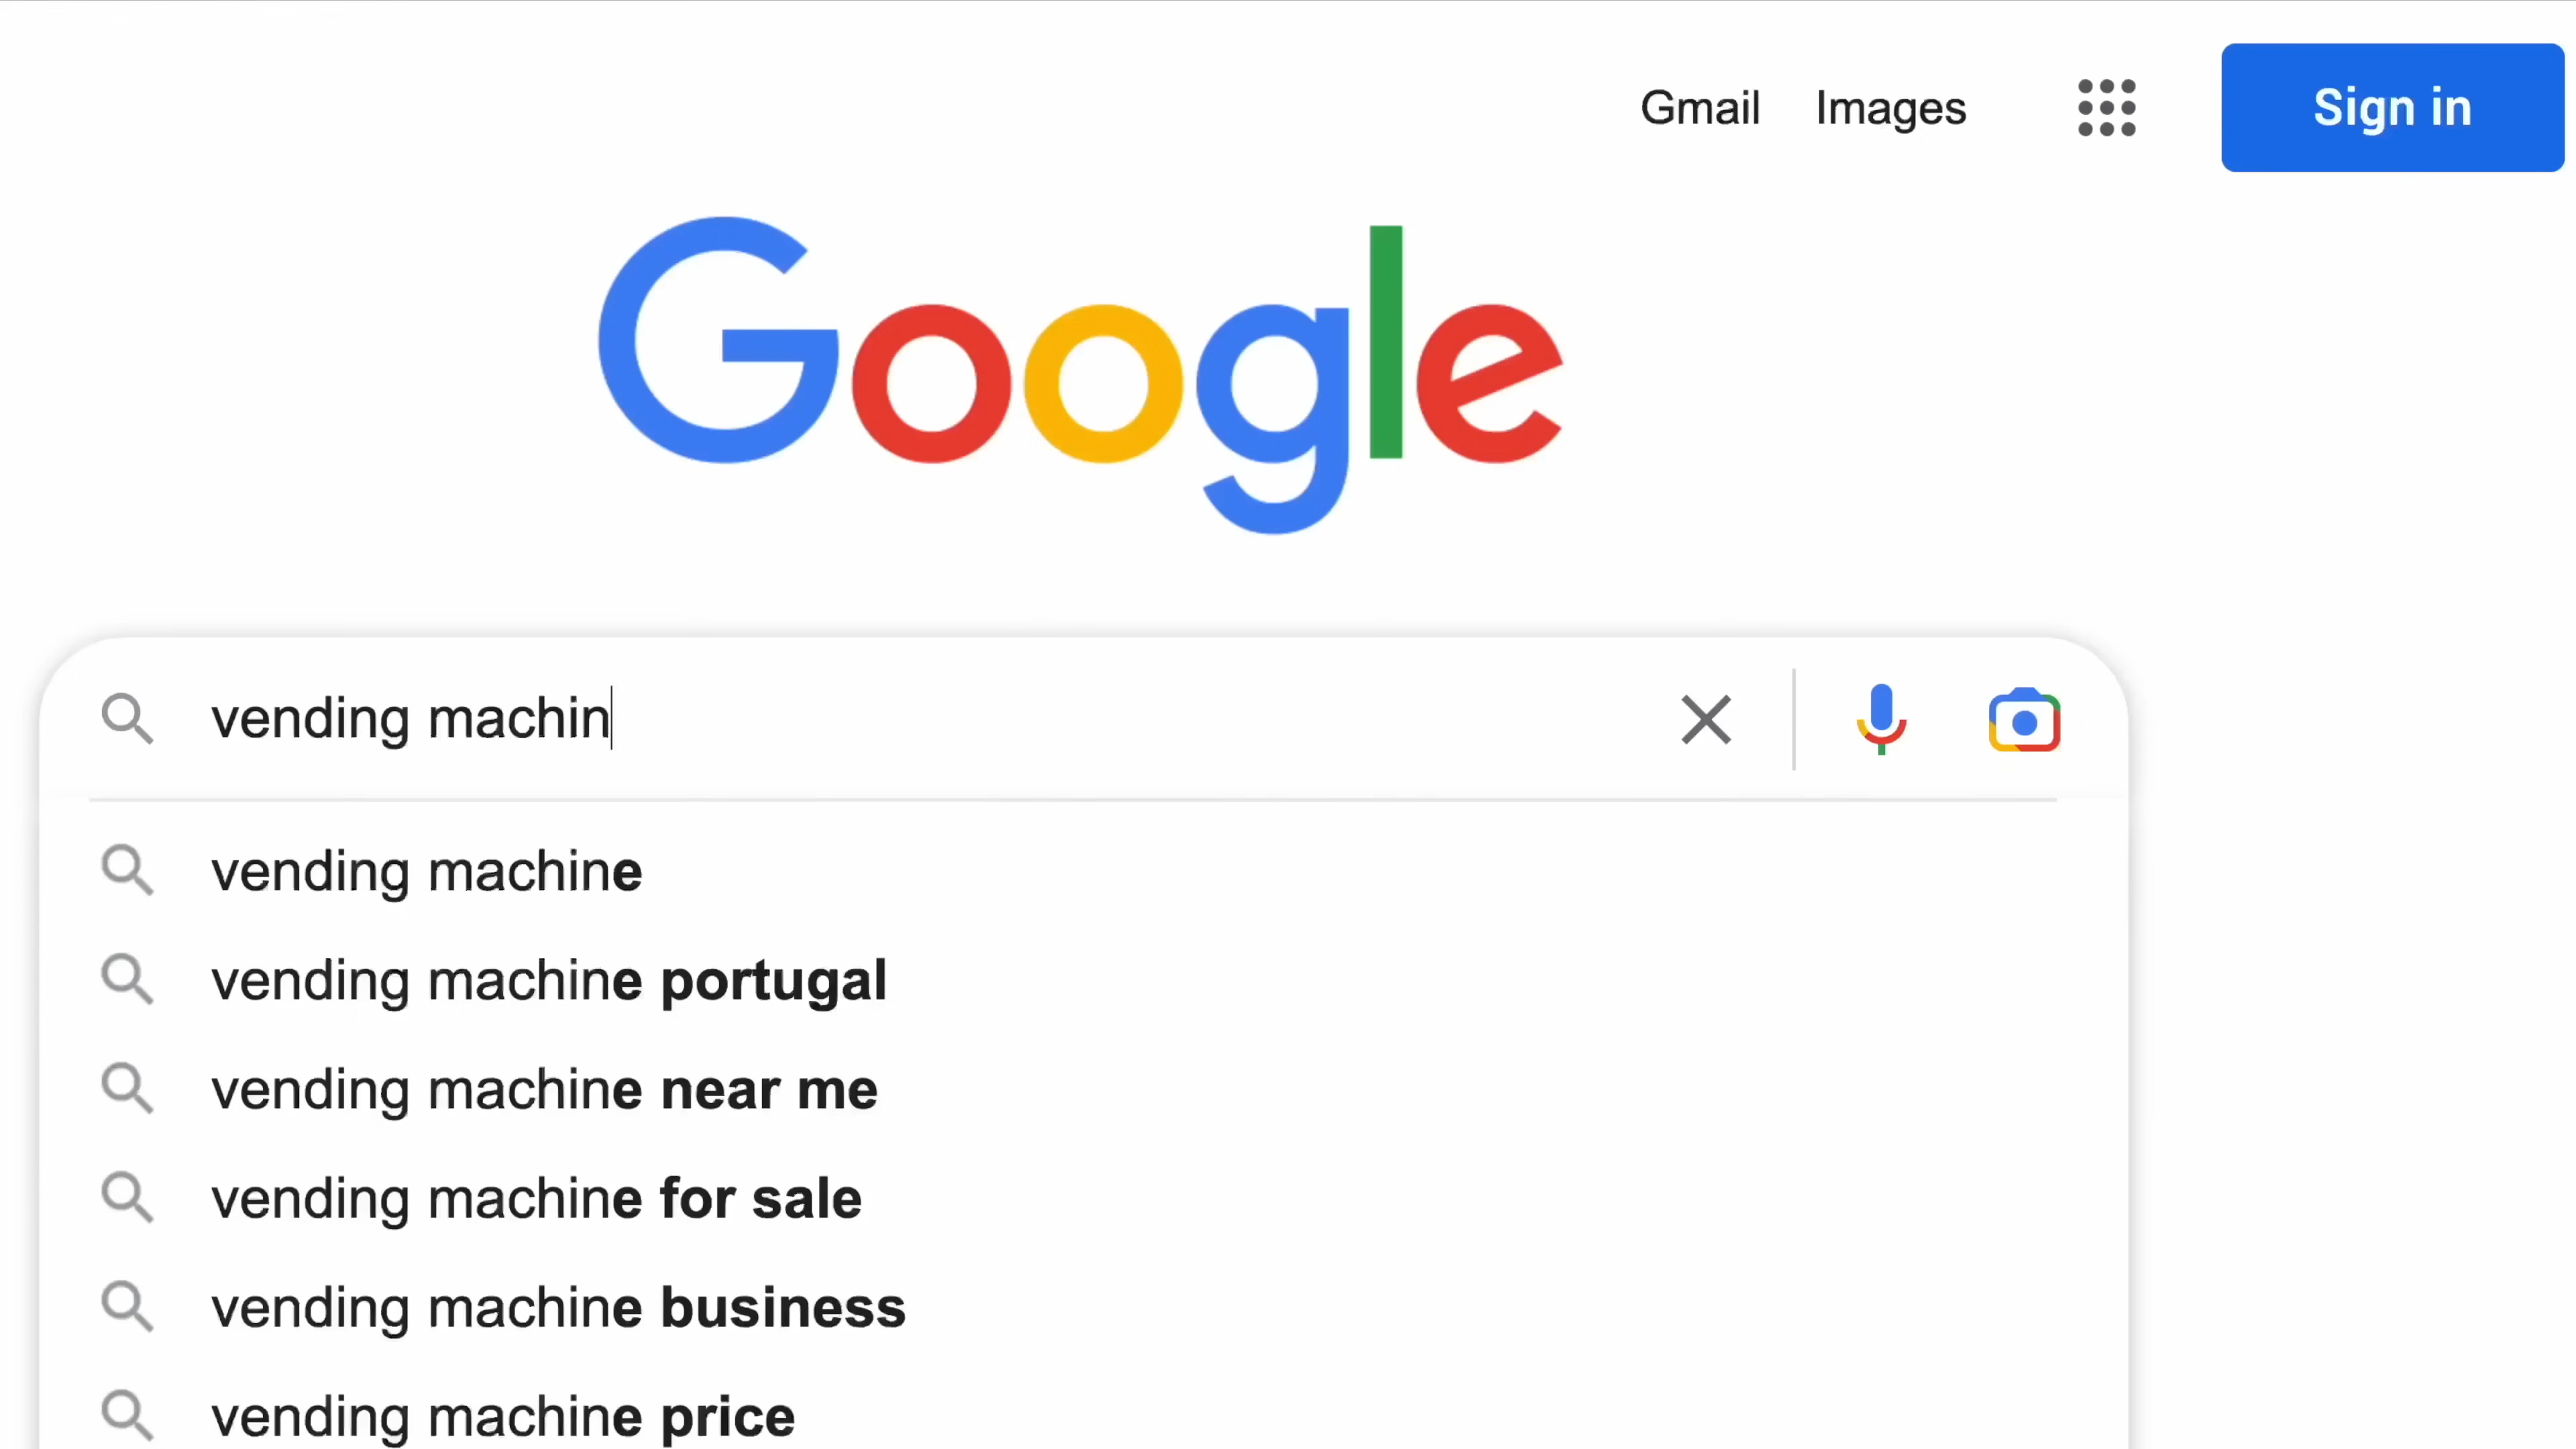 Gmail Images Sign in
Google
vending machin
vending machine
vending machine portugal
vending machine near me
vending machine for sale
vending machine business
vending machine price